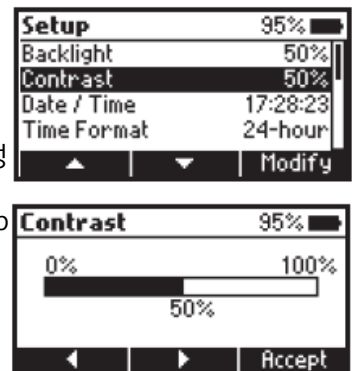 Setup 95%
Backlight 50%
Contrast 50%
Date / Time 17:28:23
Time Format 24-hour
Modify
Contrast 95%
0% 100%
50%
Accept